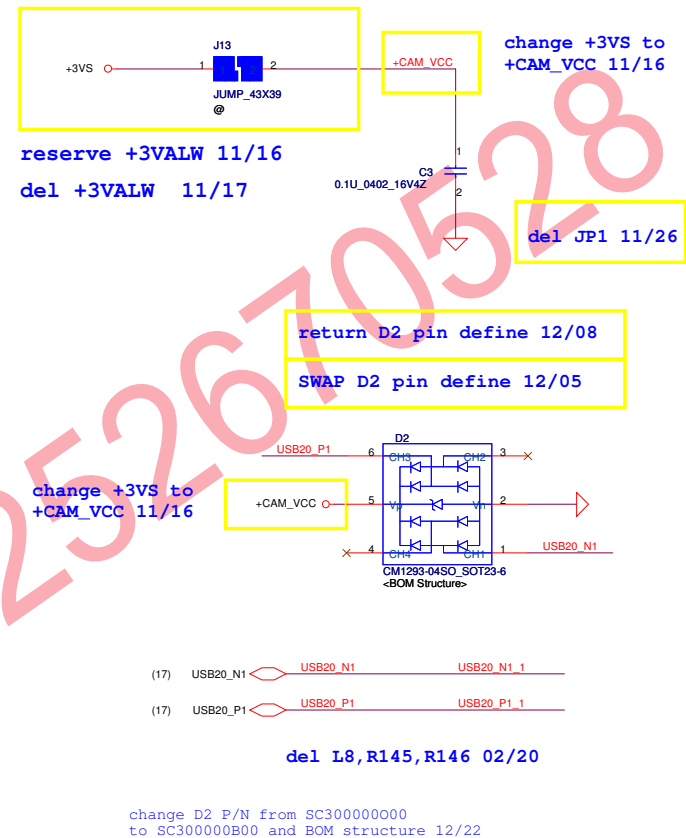 J13
+3VS
1
2
JUMP_43X39
@
+CAM_VCC
change +3VS to
+CAM_VCC 11/16
reserve +3VALW 11/16
del +3VALW 11/17
1
C3
0.1U_0402_16V4Z
2
del JP1 11/26
return D2 pin define 12/08
SWAP D2 pin define 12/05
D2
USB20_P1
6
CH3
CH2
3
change +3VS to
+CAM_VCC 11/16
+CAM_VCC
5
Vp
Vn
2
4
CH4
CH1
1
USB20_N1
CM1293-04SO_SOT23-6
<BOM Structure>
(17) USB20_N1 USB20_N1 USB20_N1_1
(17) USB20_P1 USB20_P1 USB20_P1_1
del L8,R145,R146 02/20
change D2 P/N from SC300000O00
to SC300000B00 and BOM structure 12/22
25267 0528